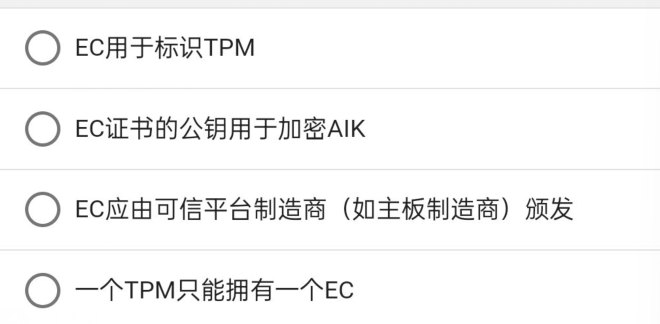 EC用于标识TPM
EC证书的公钥用于加密AIK
EC应由可信平台制造商（如主板制造商）颁发
一个TPM只能拥有一个EC